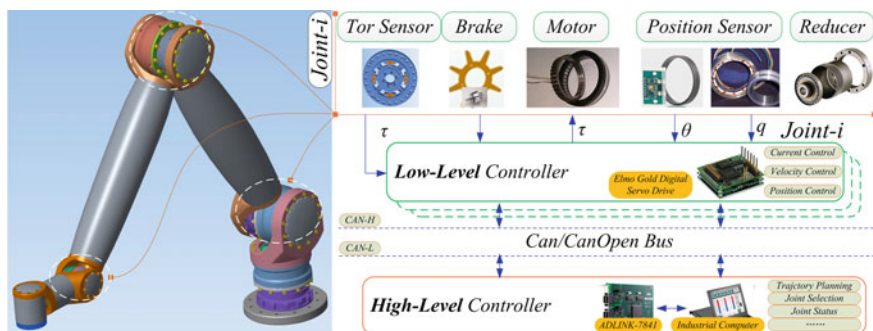 Joint-i
Tor Sensor
Brake
Motor
Position Sensor
Reducer
τ
τ
θ
q
Joint-i
Low-Level Controller
Elmo Gold Digital
Servo Drive
Current Control
Velocity Control
Position Control
CAN-H
CAN-L
Can/CanOpen Bus
High-Level Controller
ADLINK-7841
Industrial Computer
Trajctory Planning
Joint Selection
Joint Status
······